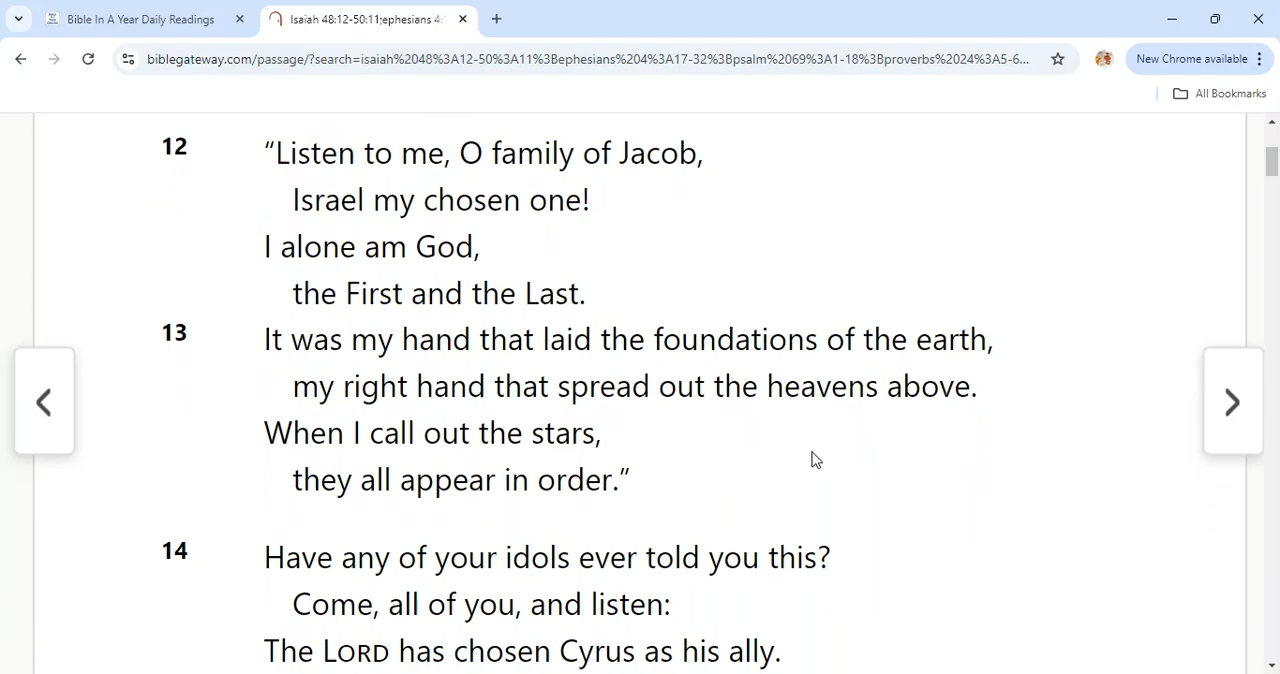 Bible In A Year Daily Readings
Isaiah 48:12-50:11;ephesians 4:
biblegateway.com/passage/?search=isaiah%2048%3A12-50%3A11%3Bephesians%204%3A17-32%3Bpsalm%2069%3A1-18%3Bproverbs%2024%3A5-6...
New Chrome available
All Bookmarks
12 “Listen to me, O family of Jacob,
Israel my chosen one!
I alone am God,
the First and the Last.
13 It was my hand that laid the foundations of the earth,
my right hand that spread out the heavens above.
When I call out the stars,
they all appear in order.”
14 Have any of your idols ever told you this?
Come, all of you, and listen:
The LORD has chosen Cyrus as his ally.